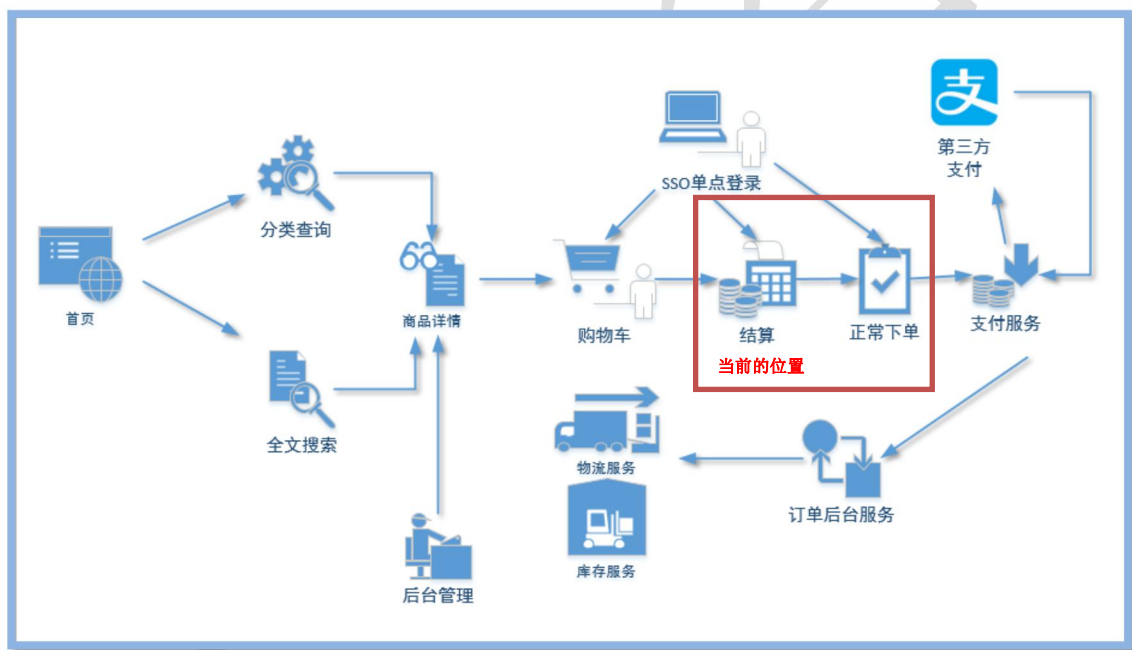 首页
分类查询
全文搜索
商品详情
后台管理
SSO单点登录
购物车
结算
当前的位置
正常下单
支付服务
支
第三方
支付
订单后台服务
物流服务
库存服务